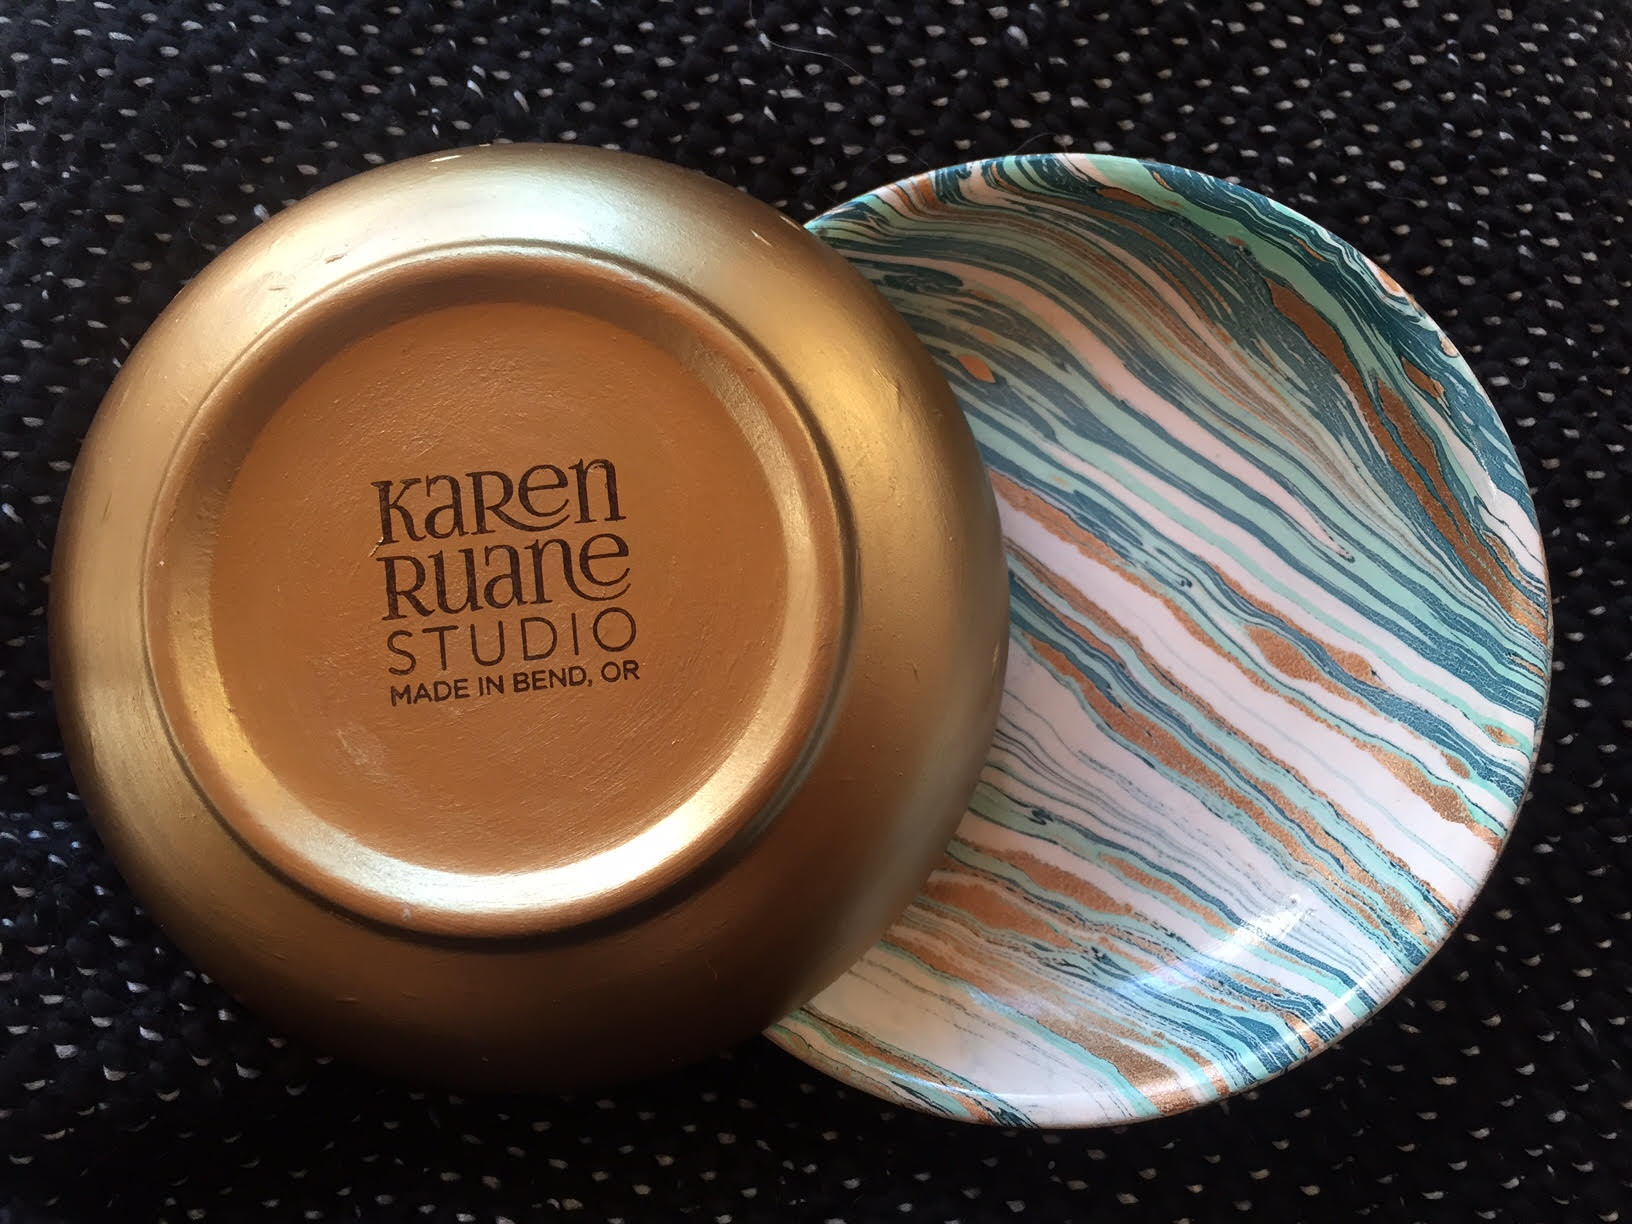 KaRen
RUane
STUDIO
MADE IN BEND, OR